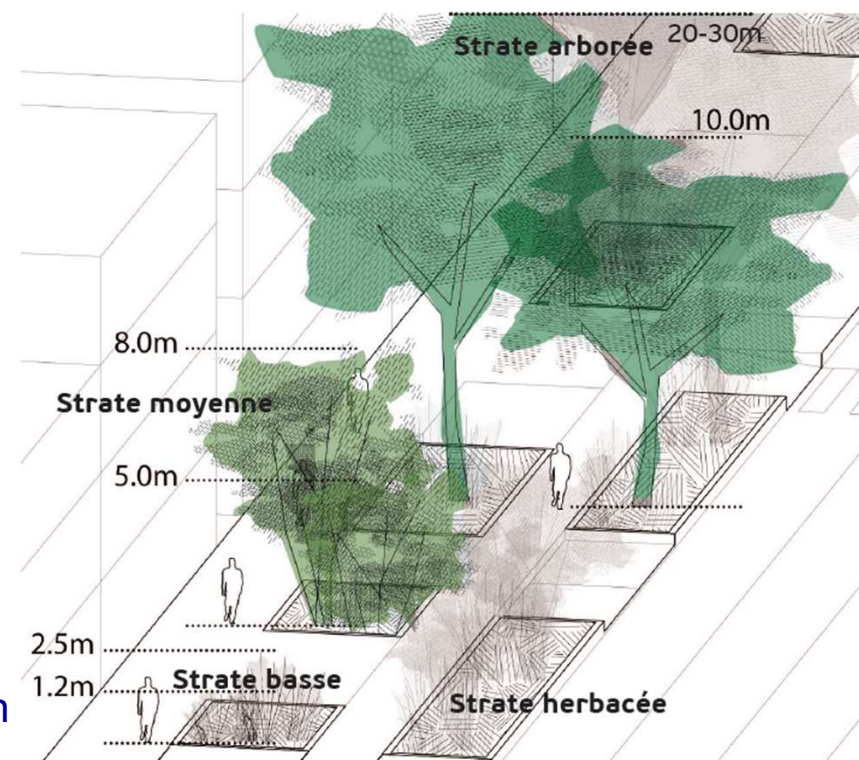 Strate arborée 20-30m
10.0m
8.0m
Strate moyenne
5.0m
2.5m
1.2m
Strate basse
Strate herbacée